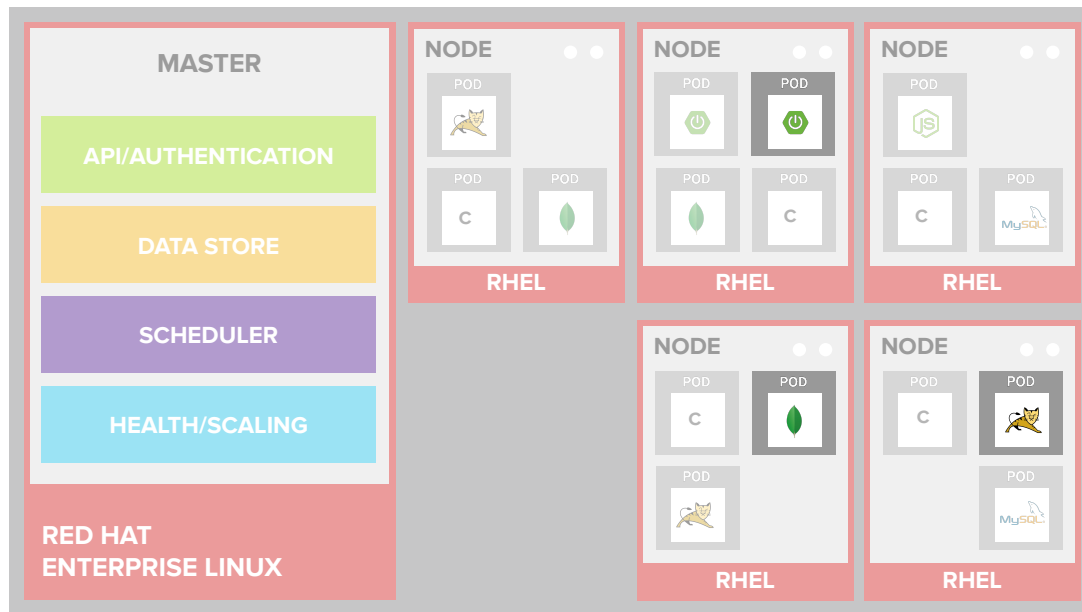 MASTER
API/AUTHENTICATION
DATA STORE
SCHEDULER
HEALTH/SCALING
RED HAT
ENTERPRISE LINUX
NODE
POD
POD
C
POD
RHEL
NODE
POD
POD
POD
POD
C
RHEL
NODE
POD
JS
POD
C
POD
MySQL
RHEL
NODE
POD
C
POD
POD
RHEL
NODE
POD
C
POD
POD
MySQL
RHEL